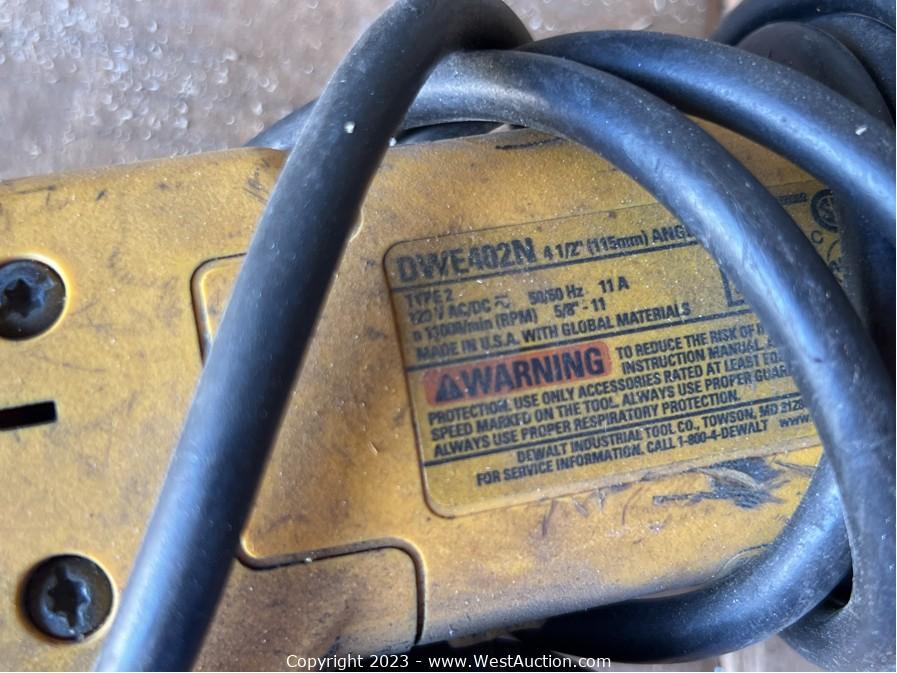 DWE402N 4 1/2" (115mm) ANG
TYPE 2
120 V AC/DC ⎓ 50/60 Hz 11 A
n 11000/min (RPM) 5/8" - 11
MADE IN U.S.A. WITH GLOBAL MATERIALS
⚠WARNING TO REDUCE THE RISK OF
INSTRUCTION MANUAL.
PROTECTION. USE ONLY ACCESSORIES RATED AT LEAST
SPEED MARKED ON THE TOOL. ALWAYS USE PROPER GUAR
ALWAYS USE PROPER RESPIRATORY PROTECTION.
DEWALT INDUSTRIAL TOOL CO., TOWSON, MD 212
FOR SERVICE INFORMATION, CALL 1-800-4-DEWALT www.
Copyright 2023 - www.WestAuction.com